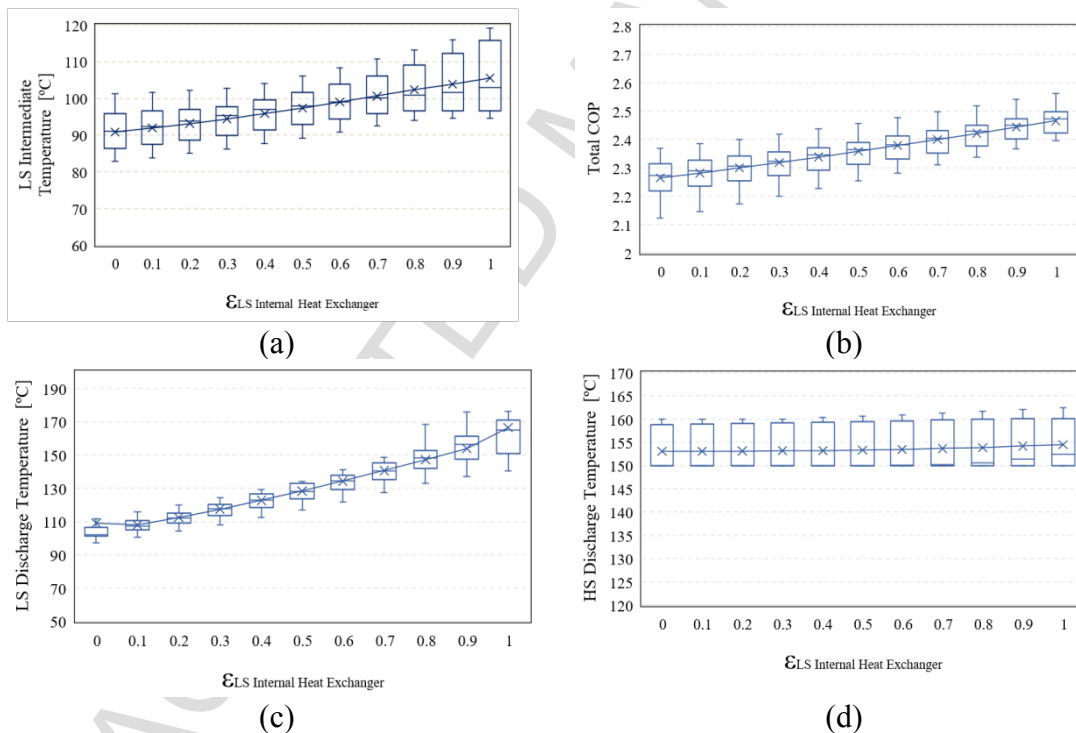 (a)
LS Intermediate
Temperature [ºC]
120
110
100
90
80
70
60
0 0.1 0.2 0.3 0.4 0.5 0.6 0.7 0.8 0.9 1
εLS Internal Heat Exchanger
(b)
Total COP
2.8
2.7
2.6
2.5
2.4
2.3
2.2
2.1
2
0 0.1 0.2 0.3 0.4 0.5 0.6 0.7 0.8 0.9 1
εLS Internal Heat Exchanger
(c)
LS Discharge Temperature [ºC]
190
170
150
130
110
90
70
50
0 0.1 0.2 0.3 0.4 0.5 0.6 0.7 0.8 0.9 1
εLS Internal Heat Exchanger
(d)
HS Discharge Temperature [ºC]
170
165
160
155
150
145
140
135
130
125
120
0 0.1 0.2 0.3 0.4 0.5 0.6 0.7 0.8 0.9 1
εLS Internal Heat Exchanger